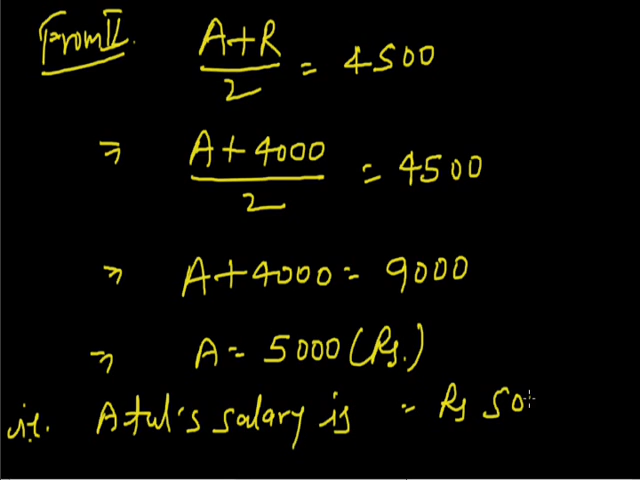 From II. A+R/2 = 4500
⇒ A+4000/2 = 4500
⇒ A+4000 = 9000
⇒ A = 5000 (Rs.)
i.e. Atul's salary is = Rs 50